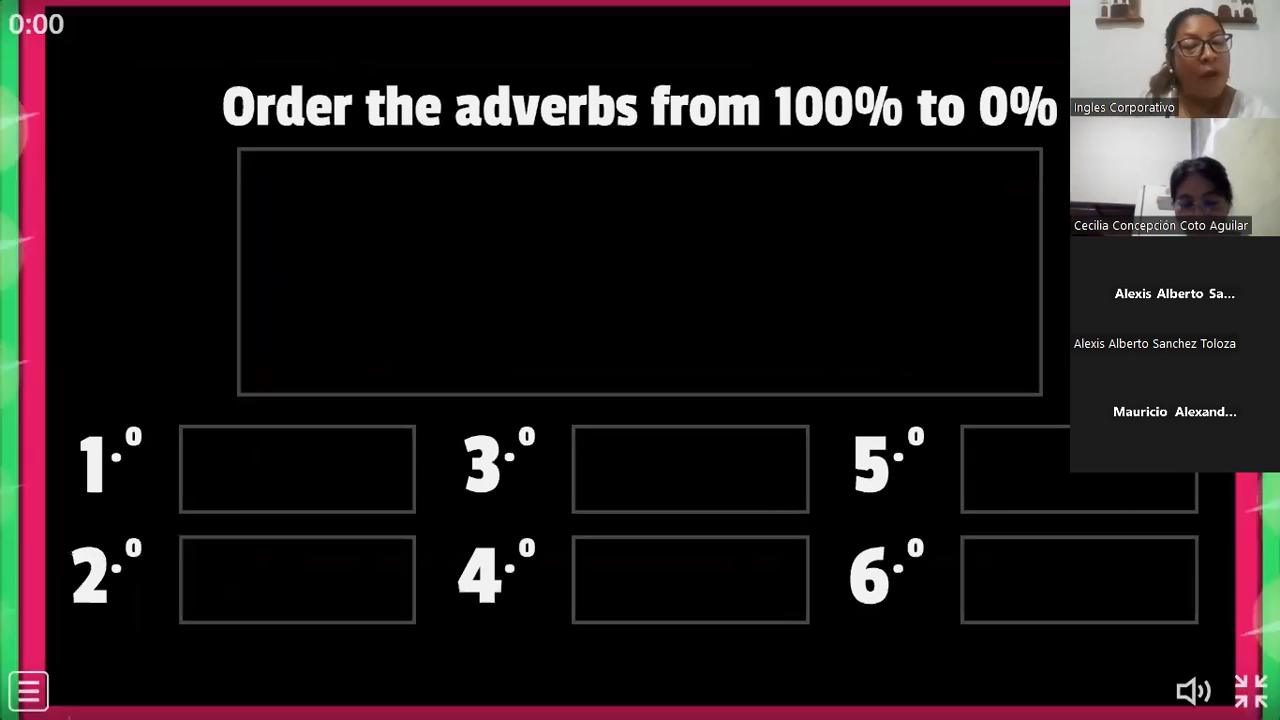 0:00
Order the adverbs from 100% to 0%
1.º
3.º
5.º
2.º
4.º
6.º
Ingles Corporativo
Cecilia Concepción Coto Aguilar
Alexis Alberto Sa...
Alexis Alberto Sanchez Toloza
Mauricio Alexand...